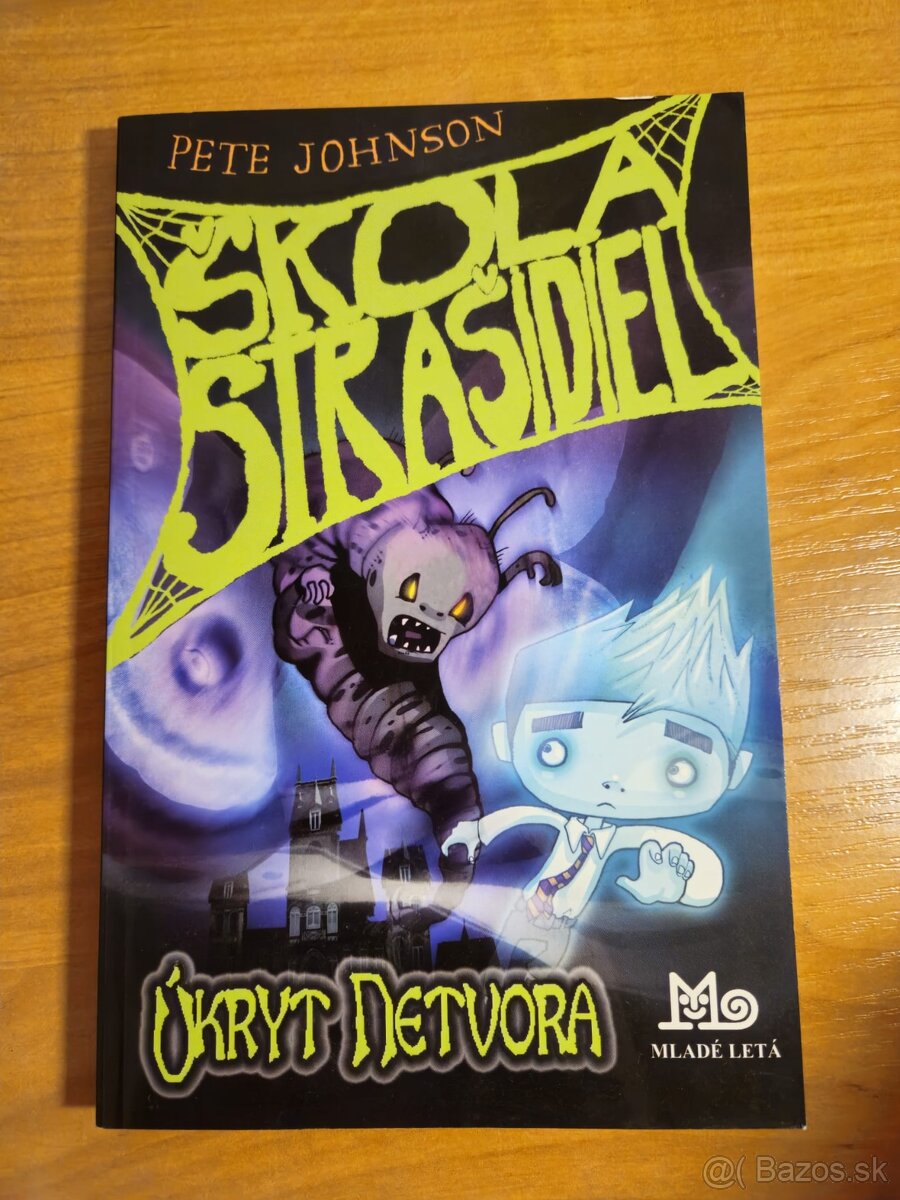 PETE JOHNSON
ŠKOLA
STRAŠIDIEL
ÚKRYT NETVORA
MLADÉ LETÁ
@( Bazos.sk